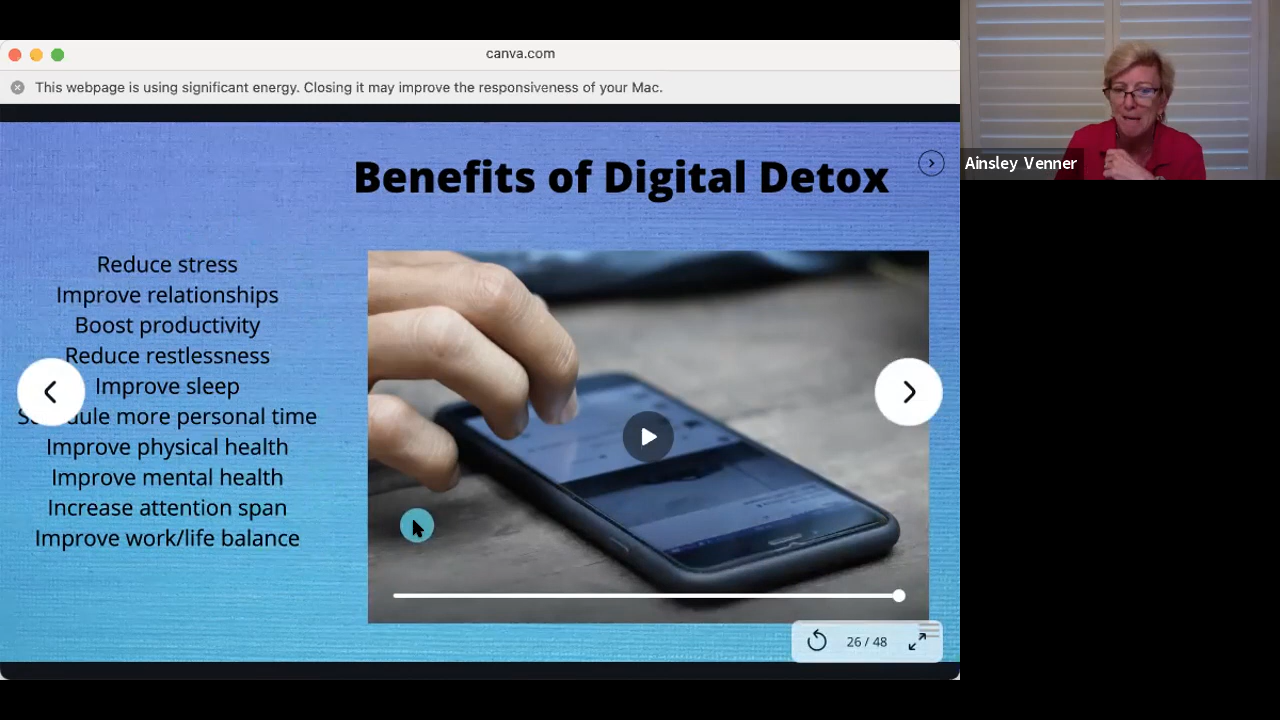 canva.com
This webpage is using significant energy. Closing it may improve the responsiveness of your Mac.
Benefits of Digital Detox
Ainsley Venner
Reduce stress
Improve relationships
Boost productivity
Reduce restlessness
Improve sleep
more personal time
Improve physical health
Improve mental health
Increase attention span
Improve work/life balance
26 / 48